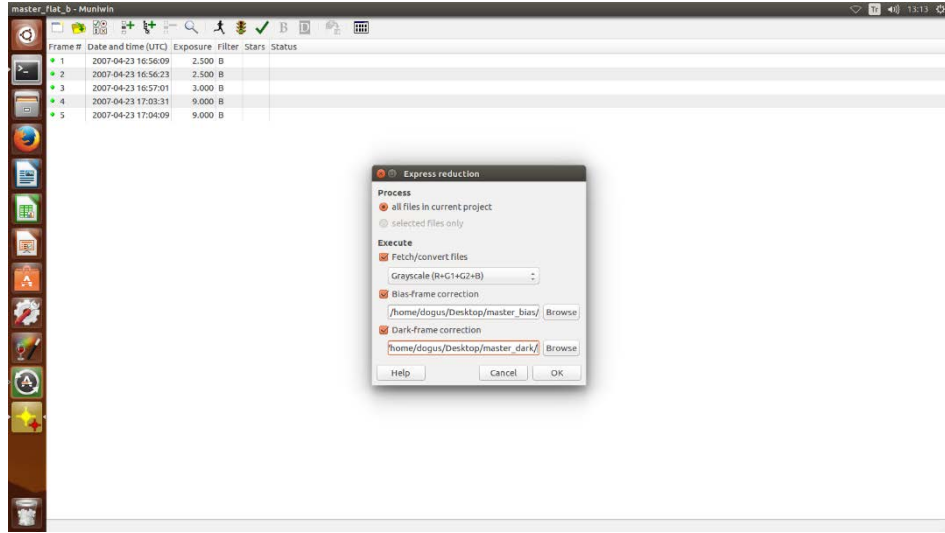 master_flat_b - Muniwin
Tr 13:13
Frame # Date and time (UTC) Exposure Filter Stars Status
1 2007-04-23 16:56:09 2.500 B
2 2007-04-23 16:56:23 2.500 B
3 2007-04-23 16:57:01 3.000 B
4 2007-04-23 17:03:31 9.000 B
5 2007-04-23 17:04:09 9.000 B
Express reduction
Process
all files in current project
selected files only
Execute
Fetch/convert files
Grayscale (R+G1+G2+B)
Bias-frame correction
/home/dogus/Desktop/master_bias/ Browse
Dark-frame correction
home/dogus/Desktop/master_dark/ Browse
Help Cancel OK